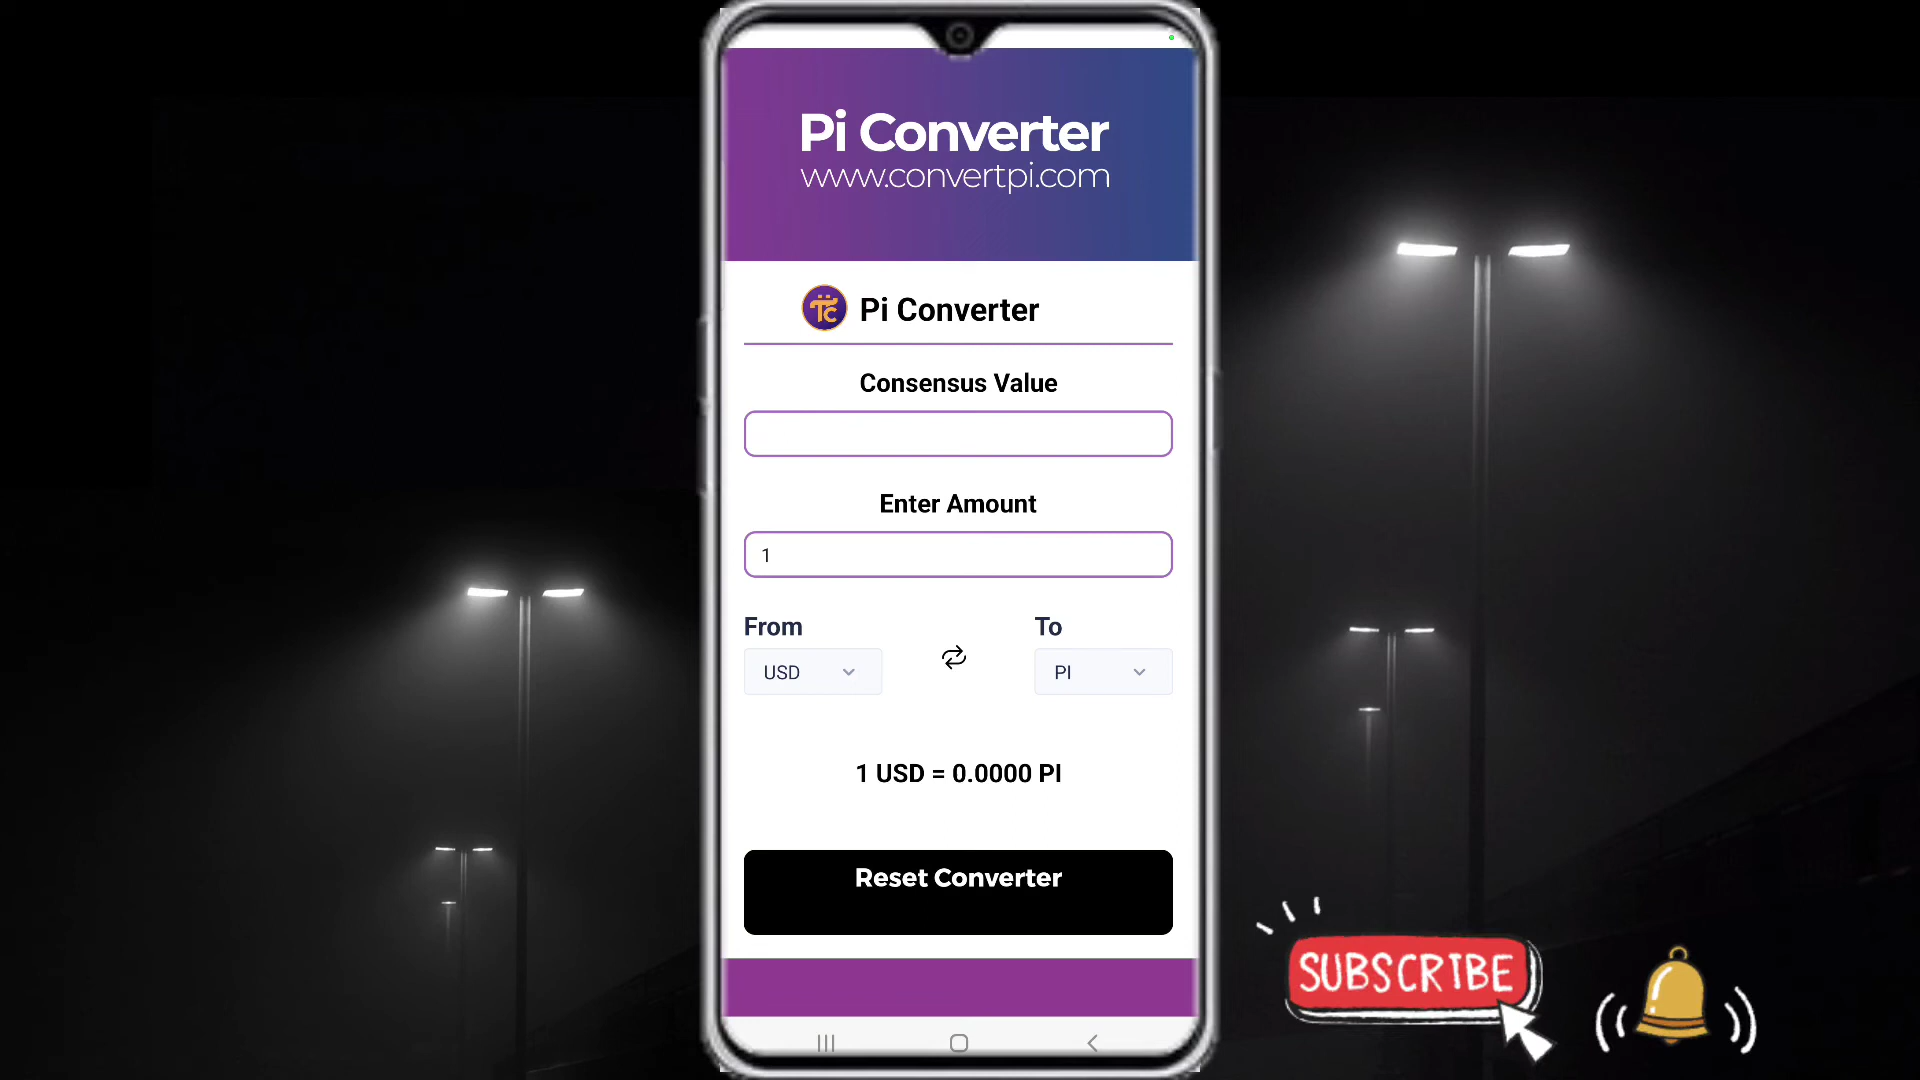 Pi Converter
www.convertpi.com
Pi Converter
Consensus Value
Enter Amount
1
From
To
USD
PI
1 USD = 0.0000 PI
Reset Converter
SUBSCRIBE